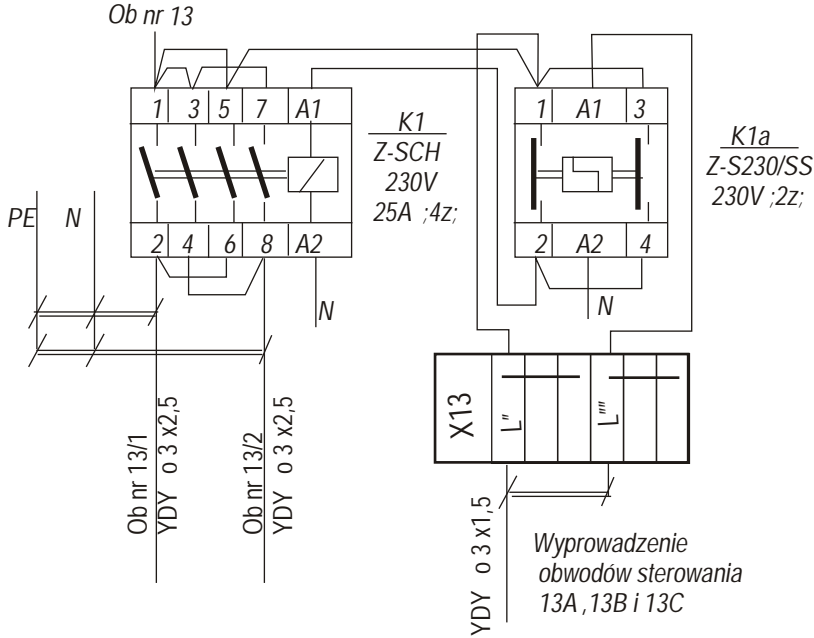 Ob nr 13
1 3 5 7 A1
K1
Z-SCH
230V
25A ;4z;
2 4 6 8 A2
N
PE N
1 A1 3
K1a
Z-S230/SS
230V ;2z;
2 A2 4
N
Ob nr 13/1
YDY o 3 x2,5
Ob nr 13/2
YDY o 3 x2,5
X13
L"
L""
YDY o 3 x1,5
Wyprowadzenie
obwodów sterowania
13A ,13B i 13C